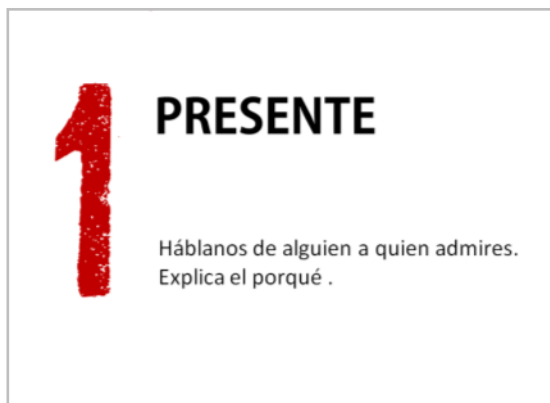 1
PRESENTE
Háblanos de alguien a quien admires.
Explica el porqué .